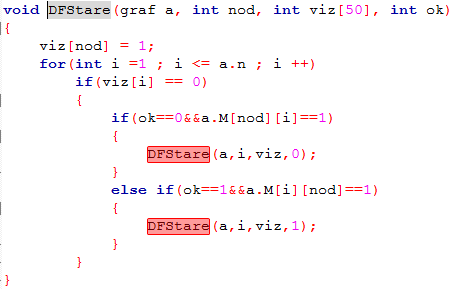 void DFStare(graf a, int nod, int viz[50], int ok)
{
    viz[nod] = 1;
    for(int i =1 ; i <= a.n ; i ++)
        if(viz[i] == 0)
        {
            if(ok==0&&a.M[nod][i]==1)
            {
                DFStare(a,i,viz,0);
            }
            else if(ok==1&&a.M[i][nod]==1)
            {
                DFStare(a,i,viz,1);
            }
        }
}